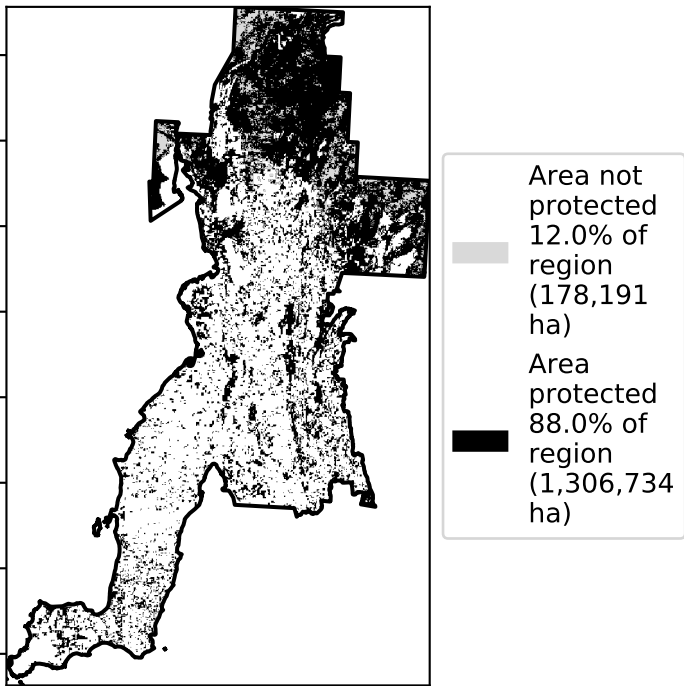 Area not
protected
12.0% of
region
(178,191
ha)
Area
protected
88.0% of
region
(1,306,734
ha)